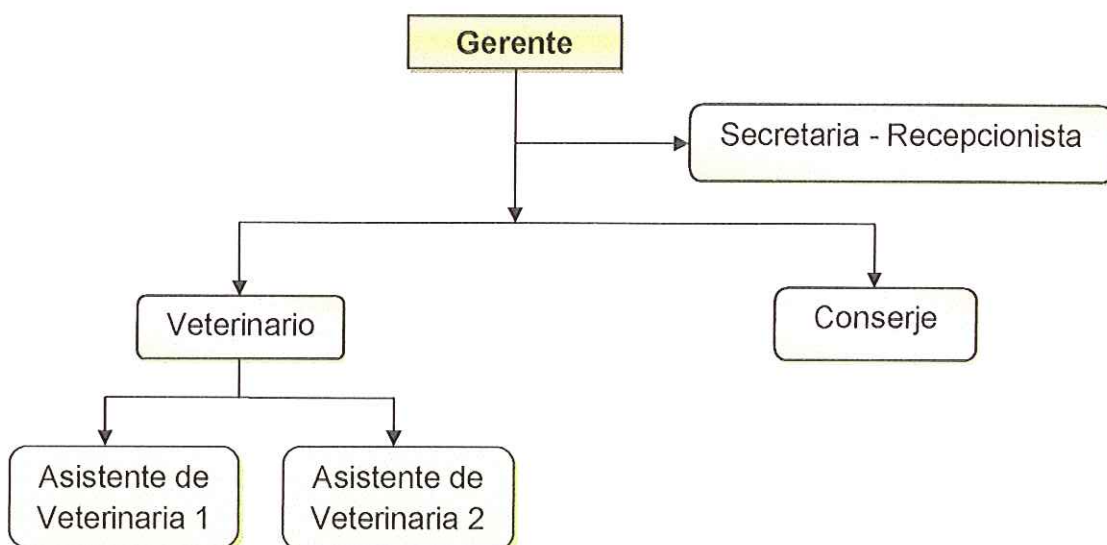 Gerente
Secretaria - Recepcionista
Veterinario
Conserje
Asistente de
Veterinaria 1
Asistente de
Veterinaria 2